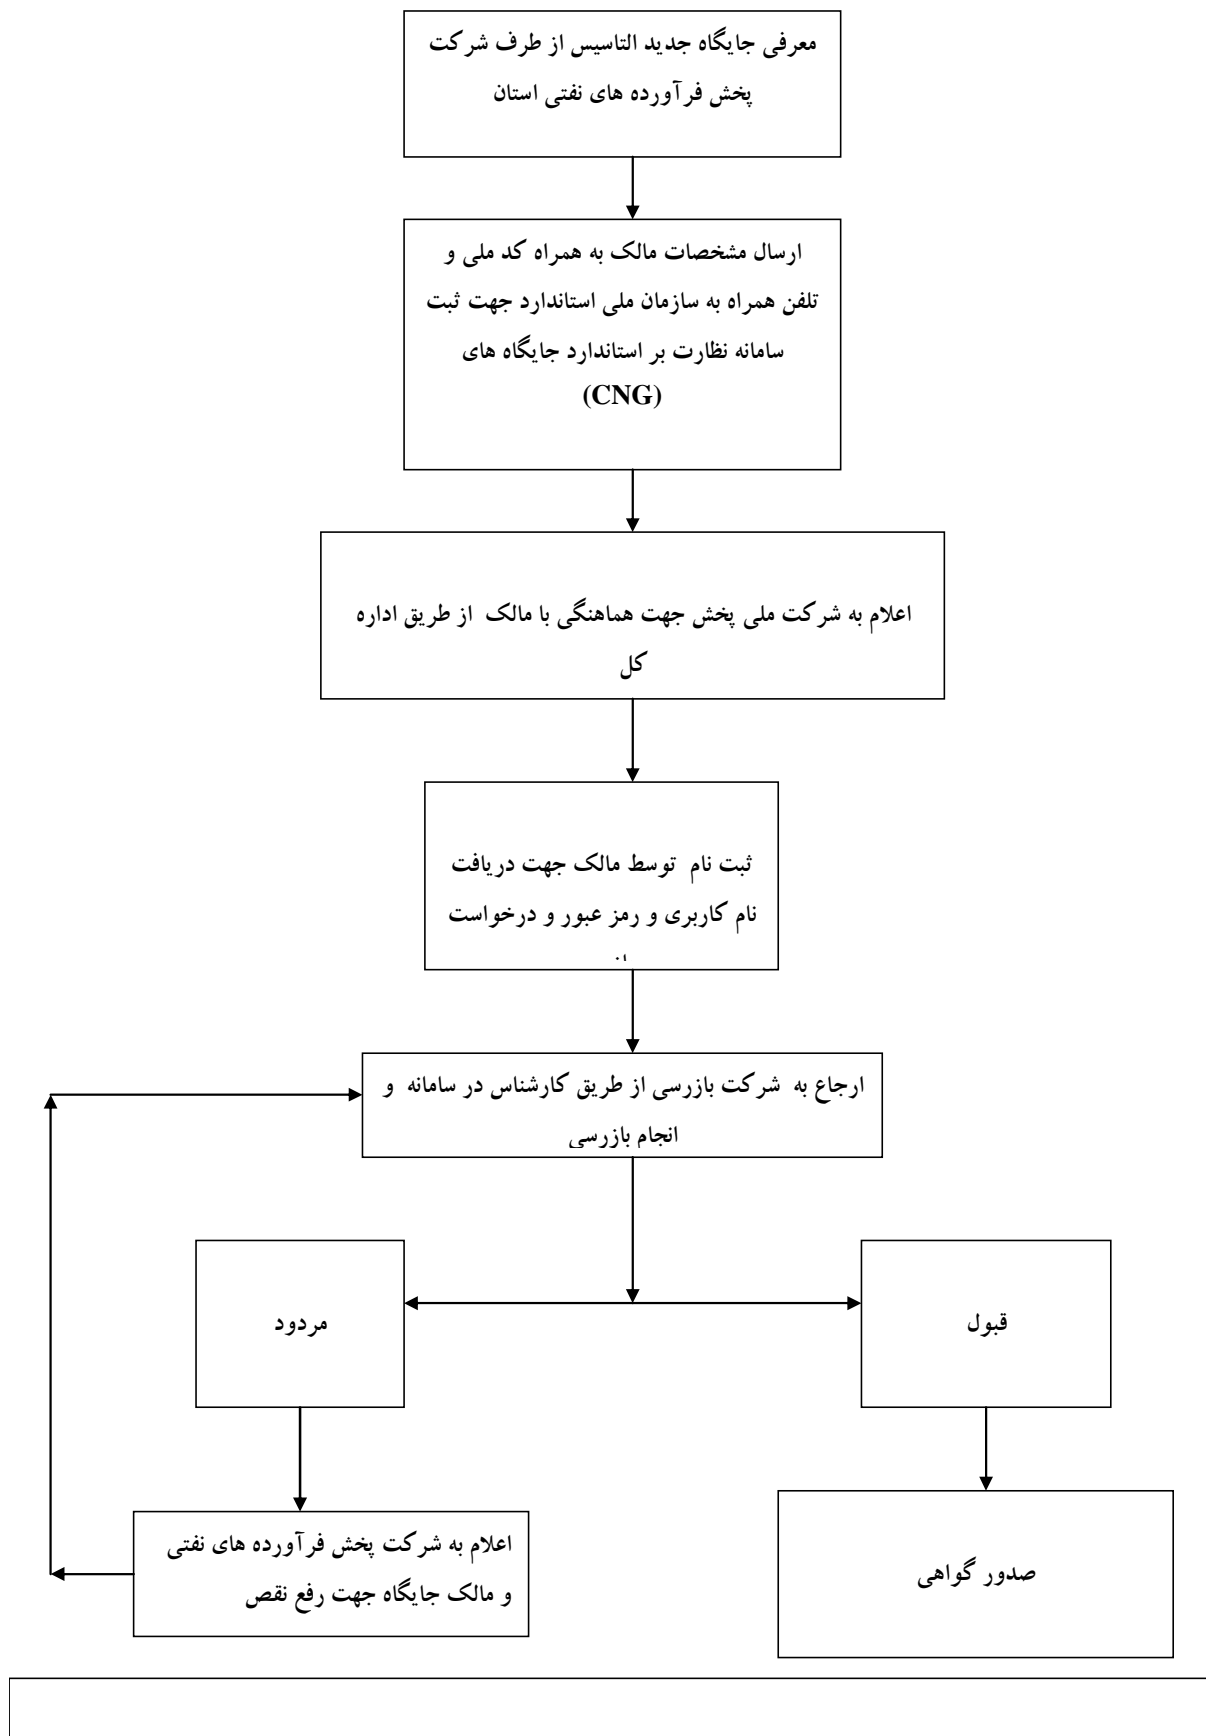 معرفی جایگاه جدید التاسیس از طرف شرکت
پخش فرآورده های نفتی استان
ارسال مشخصات مالک به همراه کد ملی و
تلفن همراه به سازمان ملی استاندارد جهت ثبت
سامانه نظارت بر استاندارد جایگاه های
(CNG)
اعلام به شرکت ملی پخش جهت هماهنگی با مالک از طریق اداره
کل
ثبت نام توسط مالک جهت دریافت
نام کاربری و رمز عبور و درخواست
ارجاع به شرکت بازرسی از طریق کارشناس در سامانه و
انجام بازرسی
مردود
قبول
اعلام به شرکت پخش فرآورده های نفتی
و مالک جایگاه جهت رفع نقص
صدور گواهی